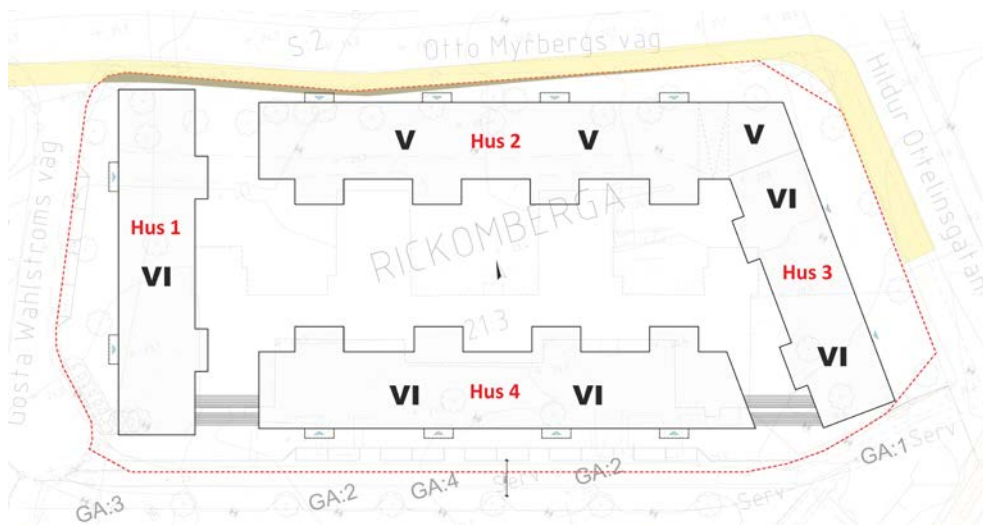 S:2
Otto Myrbergs väg
Hildur Ottelinsgatan
Gösta Wahlströms väg
V
Hus 2
V
V
VI
Hus 1
RICKOMBERGA
VI
Hus 3
21:3
VI
VI
Hus 4
VI
GA:1
Serv
Serv
Serv
GA:2
GA:4
GA:2
GA:3